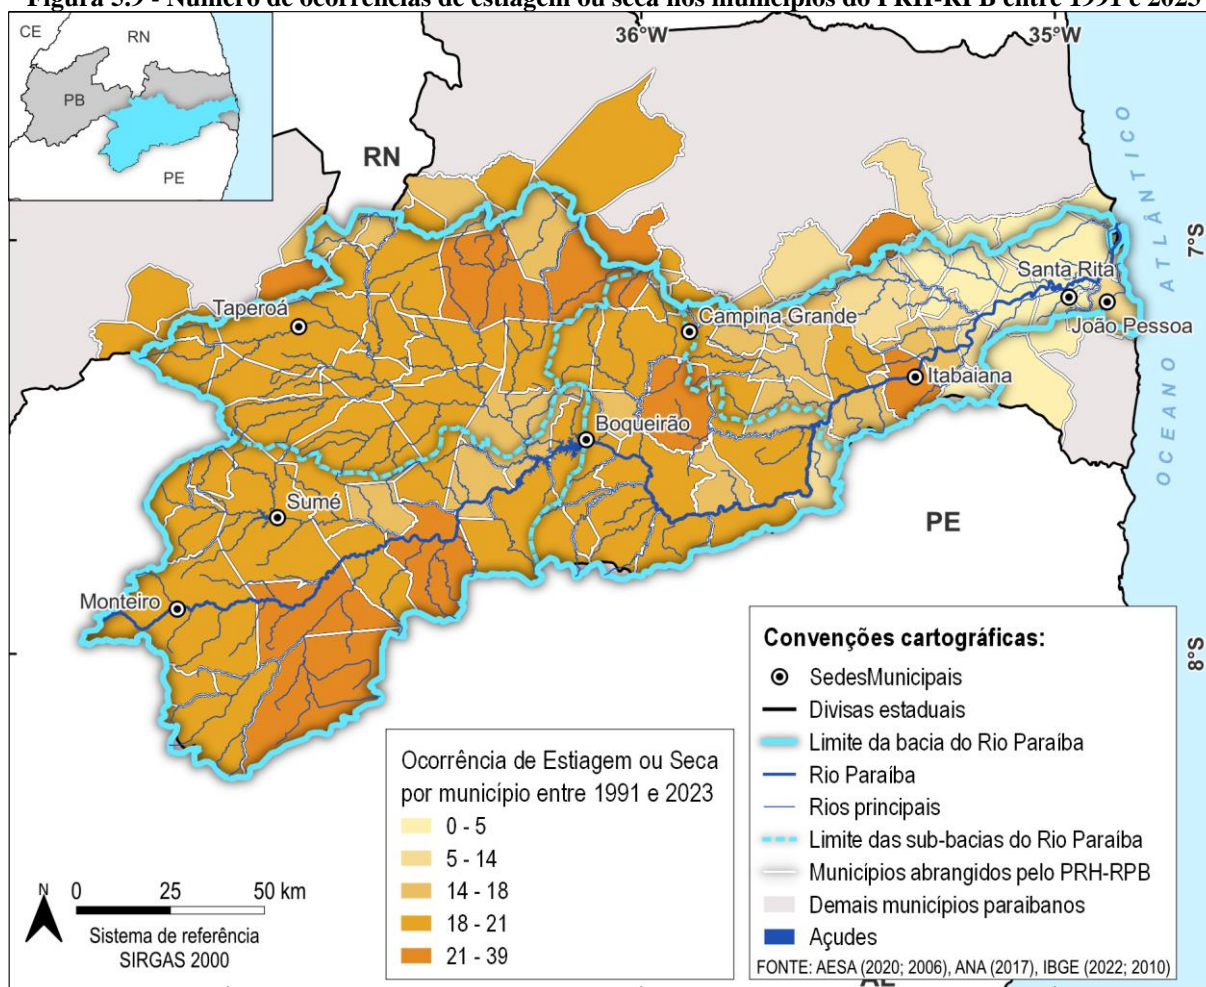 Figura 5.9 - Número de ocorrências de estiagem ou seca nos municípios do PRH-RPB entre 1991 e 2023
36°W
35°W
CE
RN
PB
PE
RN
OCEANO ATLÂNTICO
7°S
Santa Rita
Taperoá
Campina Grande
João Pessoa
Itabaiana
Boqueirão
Sumé
PE
Monteiro
8°S
Convenções cartográficas:
SedesMunicipais
Divisas estaduais
Limite da bacia do Rio Paraíba
Rio Paraíba
Rios principais
Limite das sub-bacias do Rio Paraíba
Municípios abrangidos pelo PRH-RPB
Demais municípios paraibanos
Açudes
FONTE: AESA (2020; 2006), ANA (2017), IBGE (2022; 2010)
Ocorrência de Estiagem ou Seca
por município entre 1991 e 2023
0 - 5
5 - 14
14 - 18
18 - 21
21 - 39
N
0 25 50 km
Sistema de referência
SIRGAS 2000